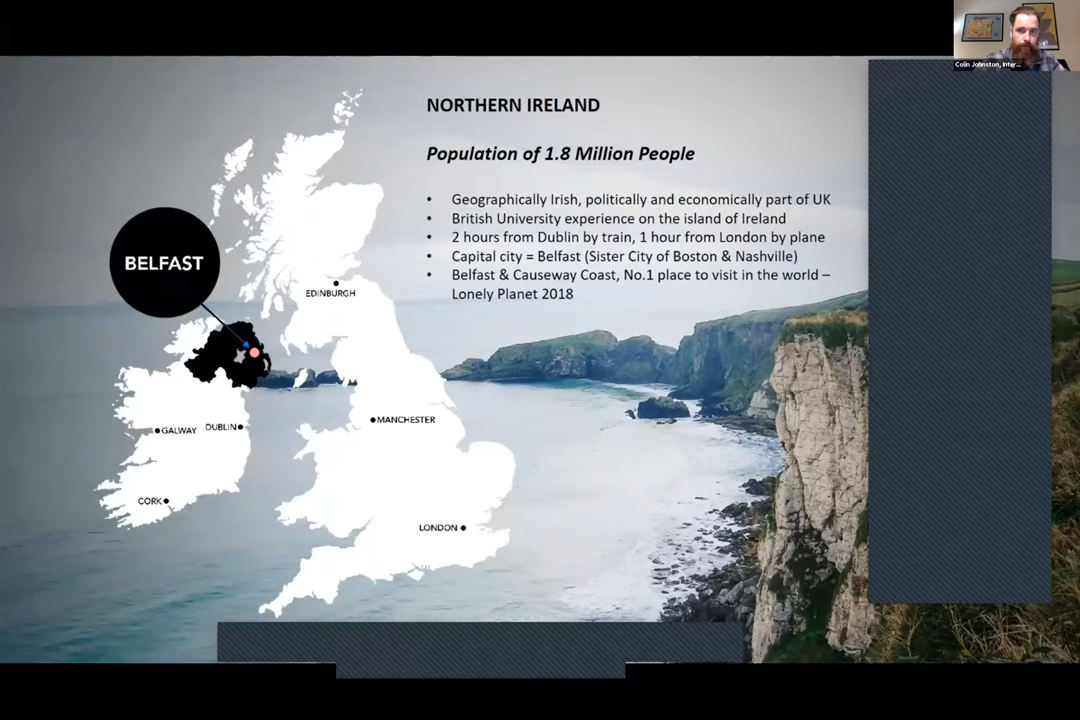 Colin Johnston, Inter...
NORTHERN IRELAND
Population of 1.8 Million People
• Geographically Irish, politically and economically part of UK
• British University experience on the island of Ireland
• 2 hours from Dublin by train, 1 hour from London by plane
• Capital city = Belfast (Sister City of Boston & Nashville)
• Belfast & Causeway Coast, No.1 place to visit in the world –
Lonely Planet 2018
BELFAST
EDINBURGH
MANCHESTER
GALWAY
DUBLIN
CORK
LONDON